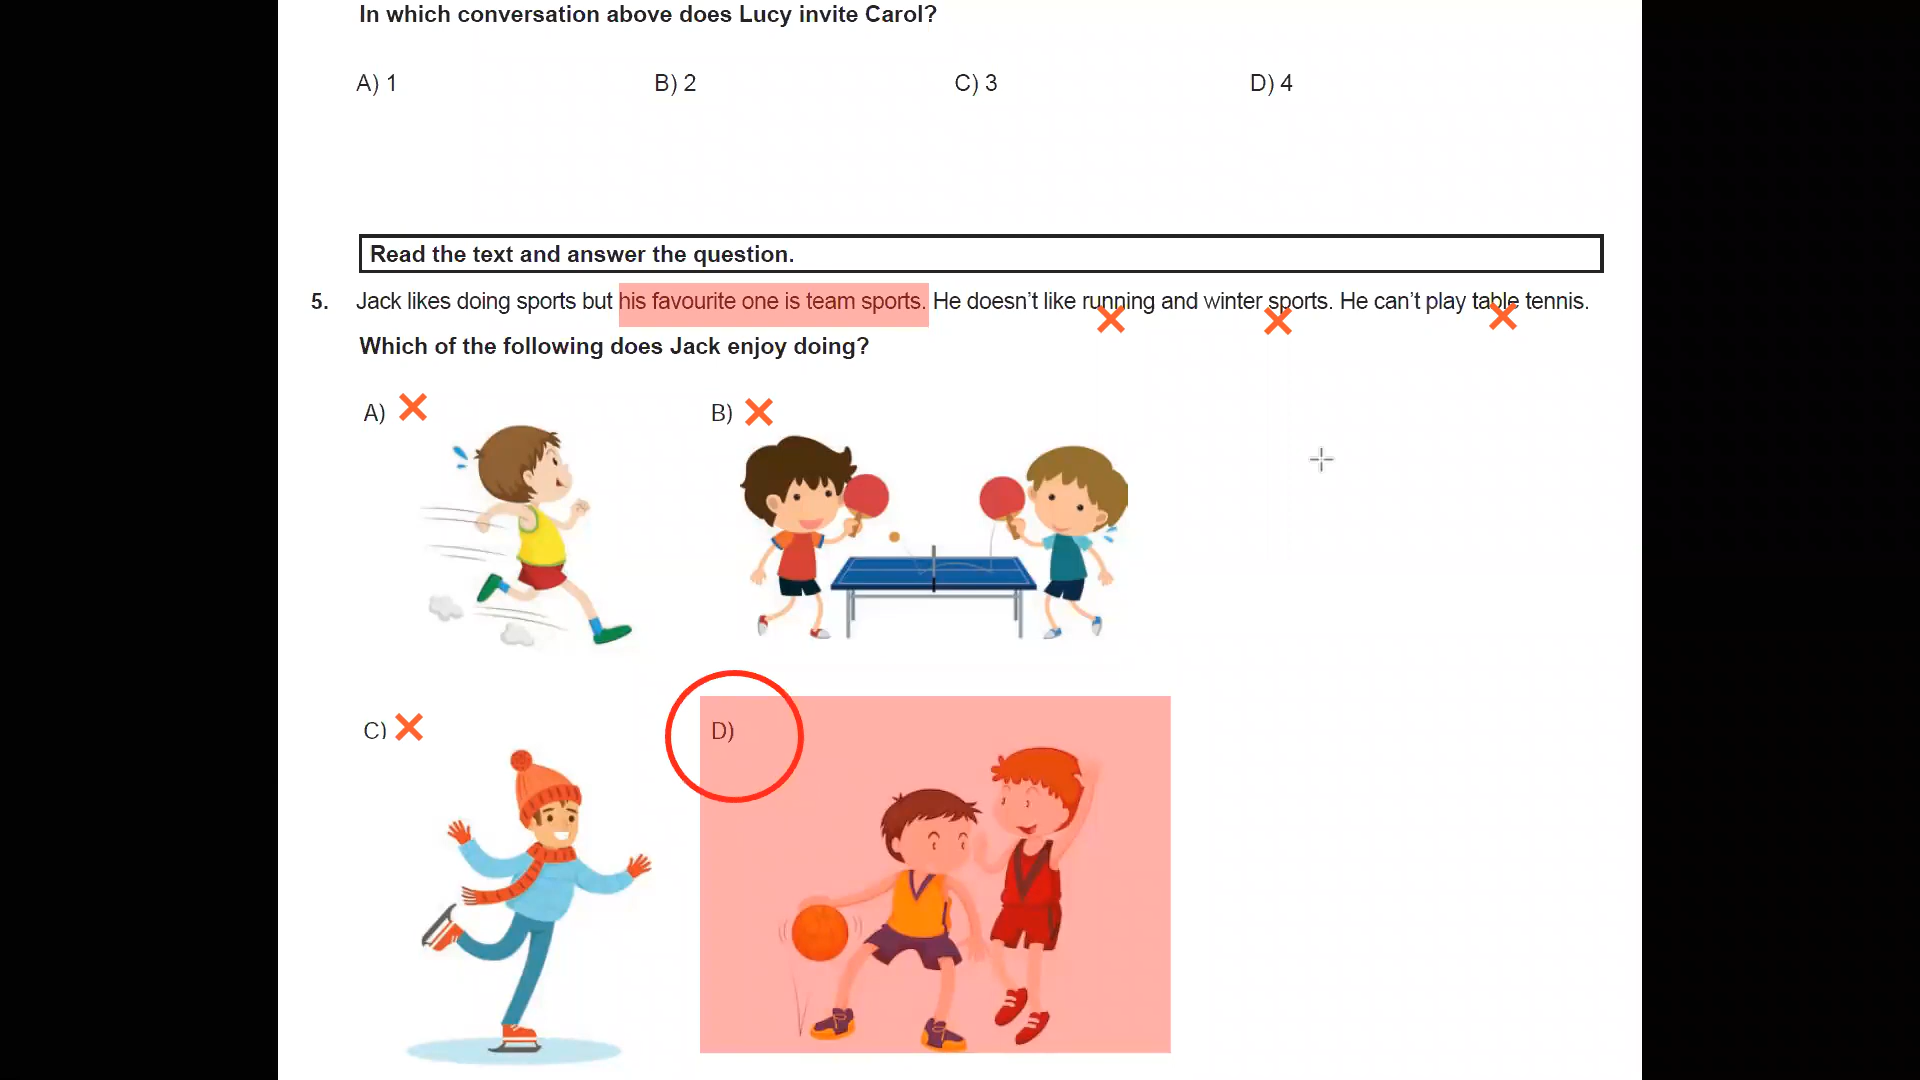 In which conversation above does Lucy invite Carol?
A) 1 B) 2 C) 3 D) 4
Read the text and answer the question.
5. Jack likes doing sports but his favourite one is team sports. He doesn’t like running and winter sports. He can’t play table tennis.
Which of the following does Jack enjoy doing?
A) B)
C) D)